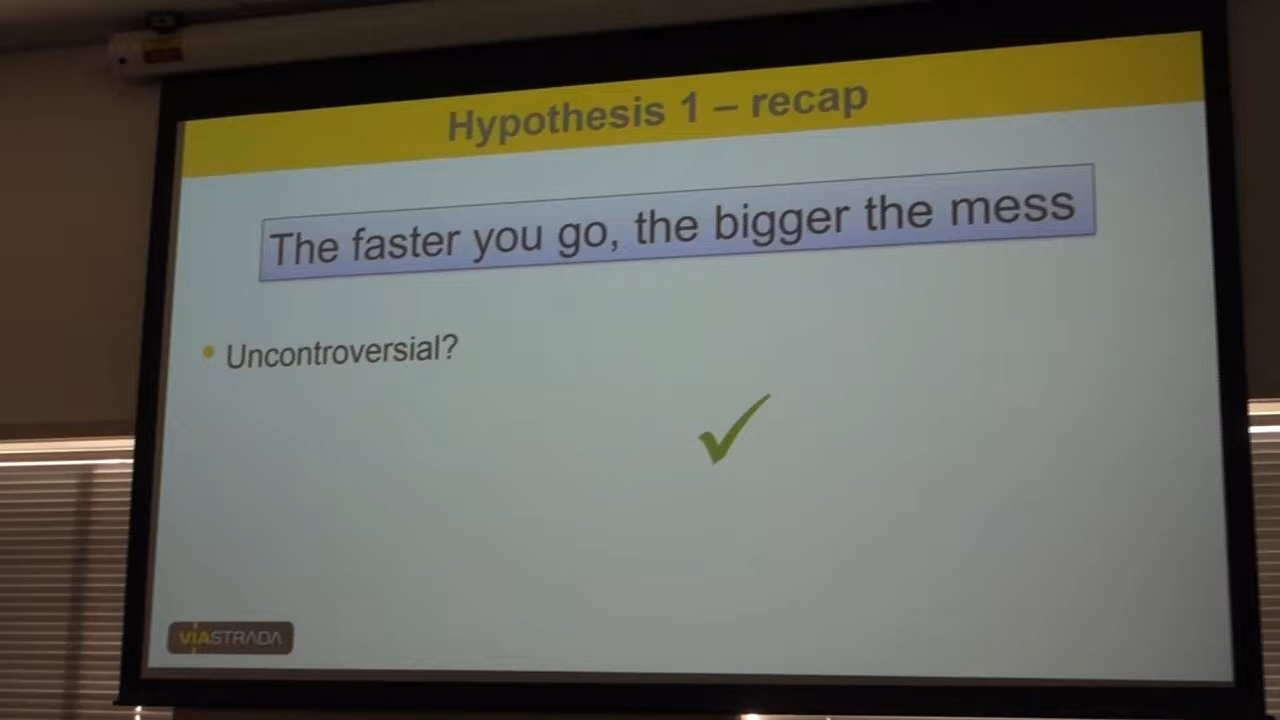 Hypothesis 1 – recap
The faster you go, the bigger the mess
• Uncontroversial?
VIASTRADA